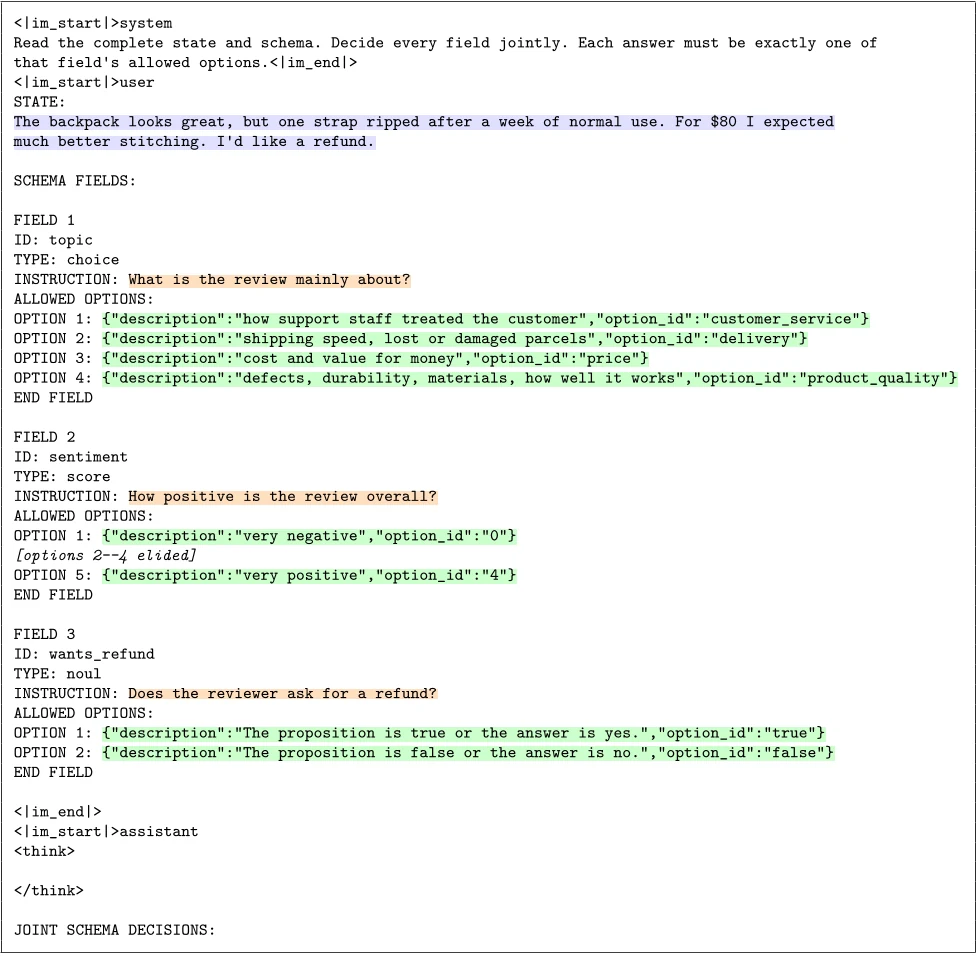 <|im_start|>system
Read the complete state and schema. Decide every field jointly. Each answer must be exactly one of
that field's allowed options.<|im_end|>
<|im_start|>user
STATE:
The backpack looks great, but one strap ripped after a week of normal use. For $80 I expected
much better stitching. I'd like a refund.

SCHEMA FIELDS:

FIELD 1
ID: topic
TYPE: choice
INSTRUCTION: What is the review mainly about?
ALLOWED OPTIONS:
OPTION 1: {"description":"how support staff treated the customer","option_id":"customer_service"}
OPTION 2: {"description":"shipping speed, lost or damaged parcels","option_id":"delivery"}
OPTION 3: {"description":"cost and value for money","option_id":"price"}
OPTION 4: {"description":"defects, durability, materials, how well it works","option_id":"product_quality"}
END FIELD

FIELD 2
ID: sentiment
TYPE: score
INSTRUCTION: How positive is the review overall?
ALLOWED OPTIONS:
OPTION 1: {"description":"very negative","option_id":"0"}
[options 2--4 elided]
OPTION 5: {"description":"very positive","option_id":"4"}
END FIELD

FIELD 3
ID: wants_refund
TYPE: noul
INSTRUCTION: Does the reviewer ask for a refund?
ALLOWED OPTIONS:
OPTION 1: {"description":"The proposition is true or the answer is yes.","option_id":"true"}
OPTION 2: {"description":"The proposition is false or the answer is no.","option_id":"false"}
END FIELD

<|im_end|>
<|im_start|>assistant
<think>

</think>

JOINT SCHEMA DECISIONS: